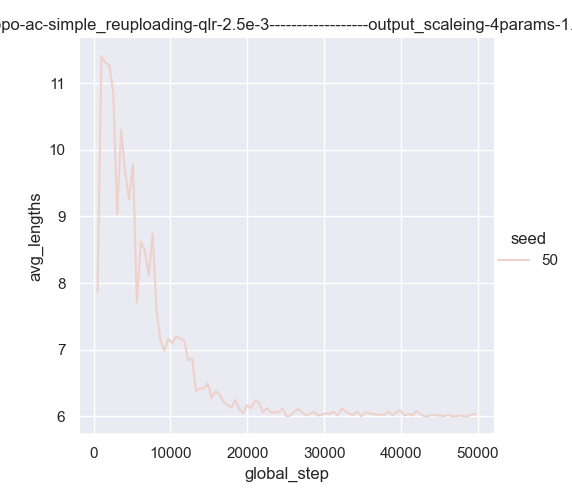 opo-ac-simple_reuploading-qlr-2.5e-3------------------output_scaleing-4params-1.
11
10
9
8
7
6
avg_lengths
0 10000 20000 30000 40000 50000
global_step
seed
50